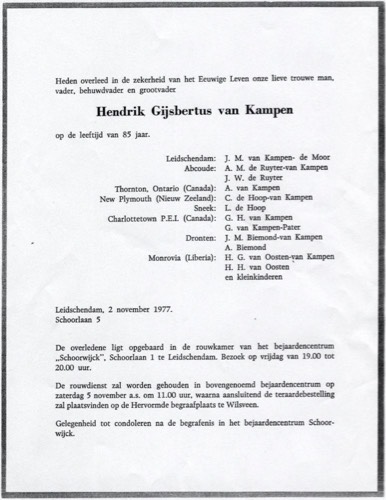 Heden overleed in de zekerheid van het Eeuwige Leven onze lieve trouwe man,
vader, behuwdvader en grootvader
Hendrik Gijsbertus van Kampen
op de leeftijd van 85 jaar.
Leidschendam: J. M. van Kampen- de Moor
Abcoude: A. M. de Ruyter-van Kampen
J. W. de Ruyter
Thornton, Ontario (Canada): A. van Kampen
New Plymouth (Nieuw Zeeland): C. de Hoop-van Kampen
Sneek: L. de Hoop
Charlottetown P.E.I. (Canada): G. H. van Kampen
G. van Kampen-Pater
Dronten: J. M. Biemond-van Kampen
A. Biemond
Monrovia (Liberia): H. G. van Oosten-van Kampen
H. H. van Oosten
en kleinkinderen
Leidschendam, 2 november 1977.
Schoorlaan 5
De overledene ligt opgebaard in de rouwkamer van het bejaardencentrum
„Schoorwijck", Schoorlaan 1 te Leidschendam. Bezoek op vrijdag van 19.00 tot
20.00 uur.
De rouwdienst zal worden gehouden in bovengenoemd bejaardencentrum op
zaterdag 5 november a.s. om 11.00 uur, waarna aansluitend de teraardebestelling
zal plaatsvinden op de Hervormde begraafplaats te Wilsveen.
Gelegenheid tot condoleren na de begrafenis in het bejaardencentrum Schoor-
wijck.